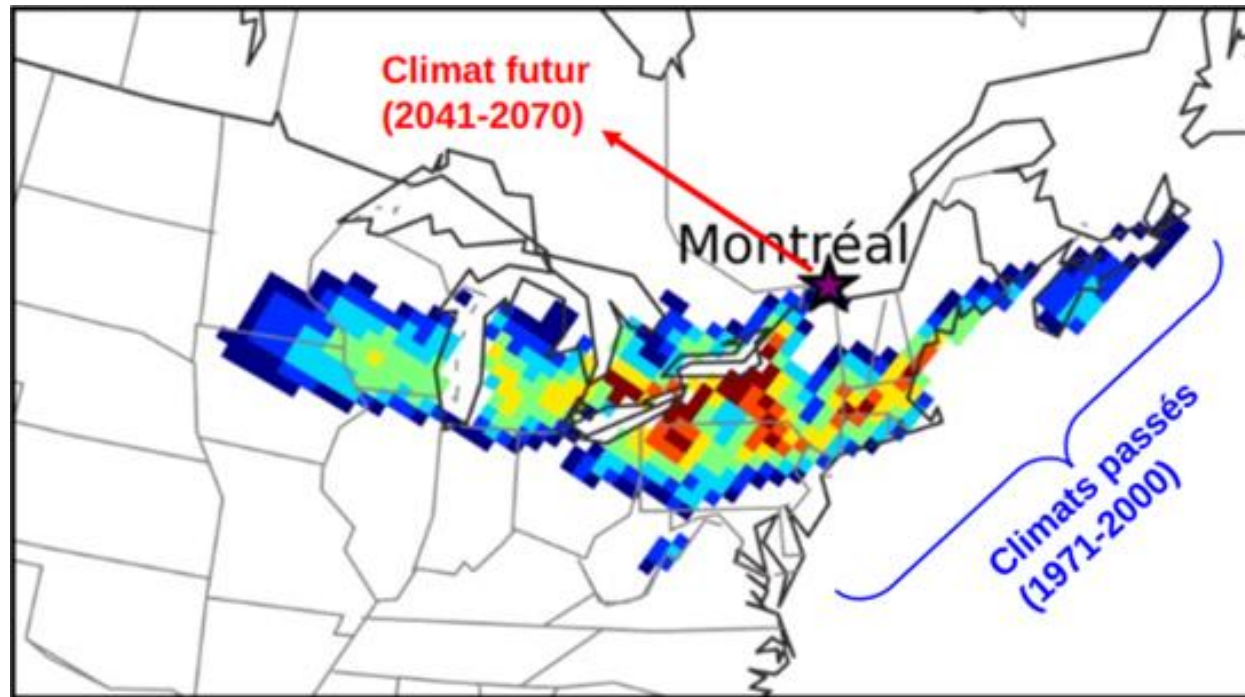 Climat futur
(2041-2070)
Montréal
Climats passés
(1971-2000)